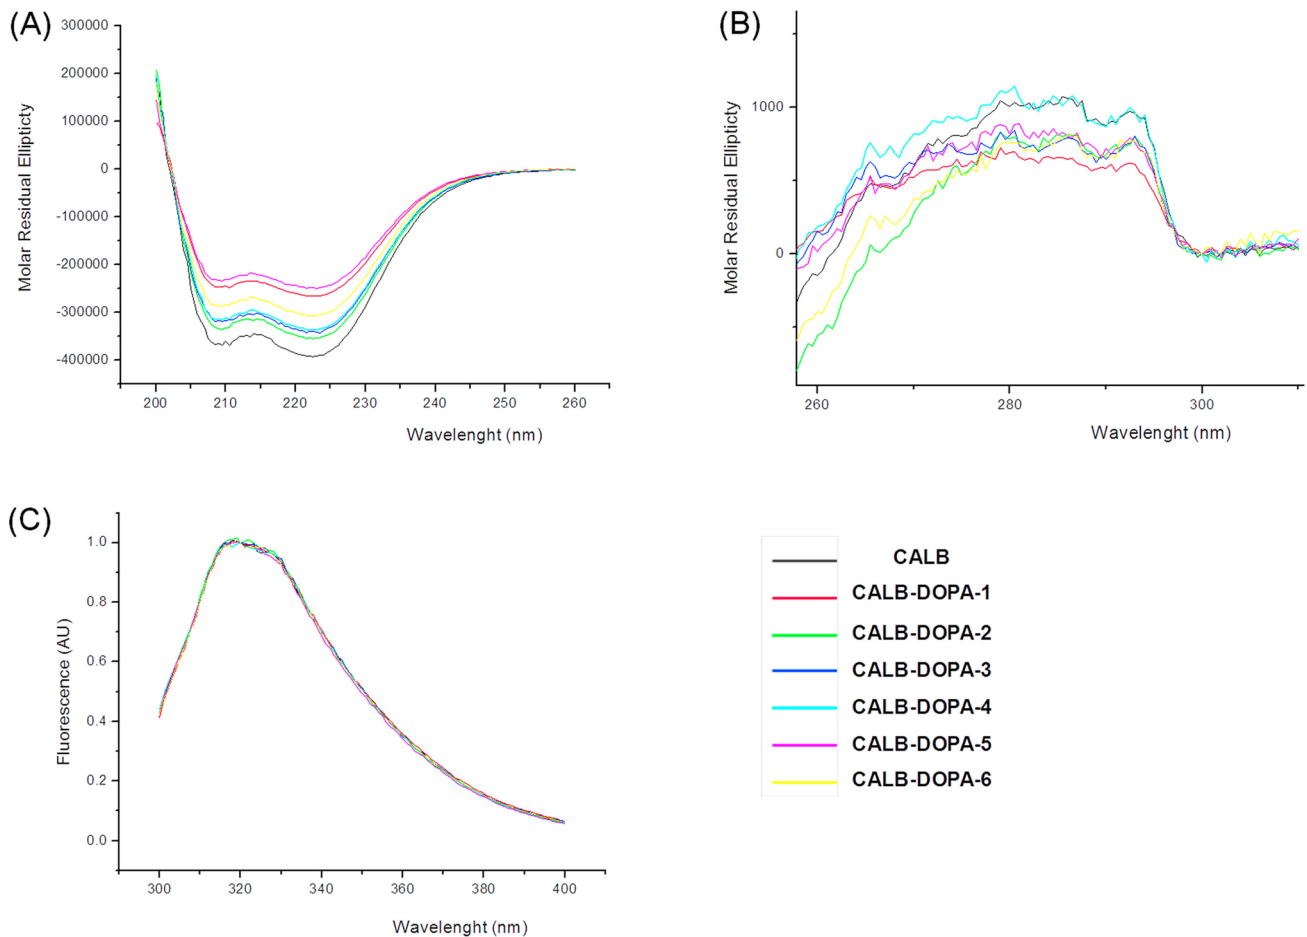 (A)
300000
200000
100000
0
-100000
-200000
-300000
-400000
Molar Residual Ellipticty
200 210 220 230 240 250 260
Wavelenght (nm)
(B)
1000
0
Molar Residual Ellipticty
260 280 300
Wavelenght (nm)
(C)
1.0
0.8
0.6
0.4
0.2
0.0
Fluorescence (AU)
300 320 340 360 380 400
Wavelenght (nm)
CALB
CALB-DOPA-1
CALB-DOPA-2
CALB-DOPA-3
CALB-DOPA-4
CALB-DOPA-5
CALB-DOPA-6